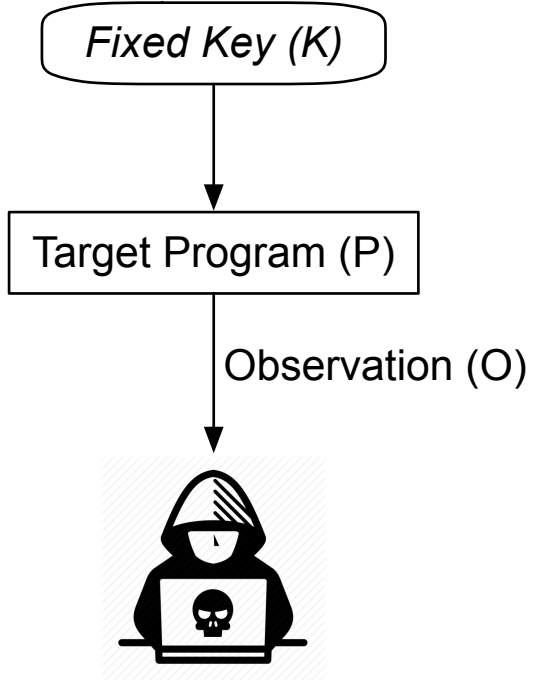 Fixed Key (K)
Target Program (P)
Observation (O)